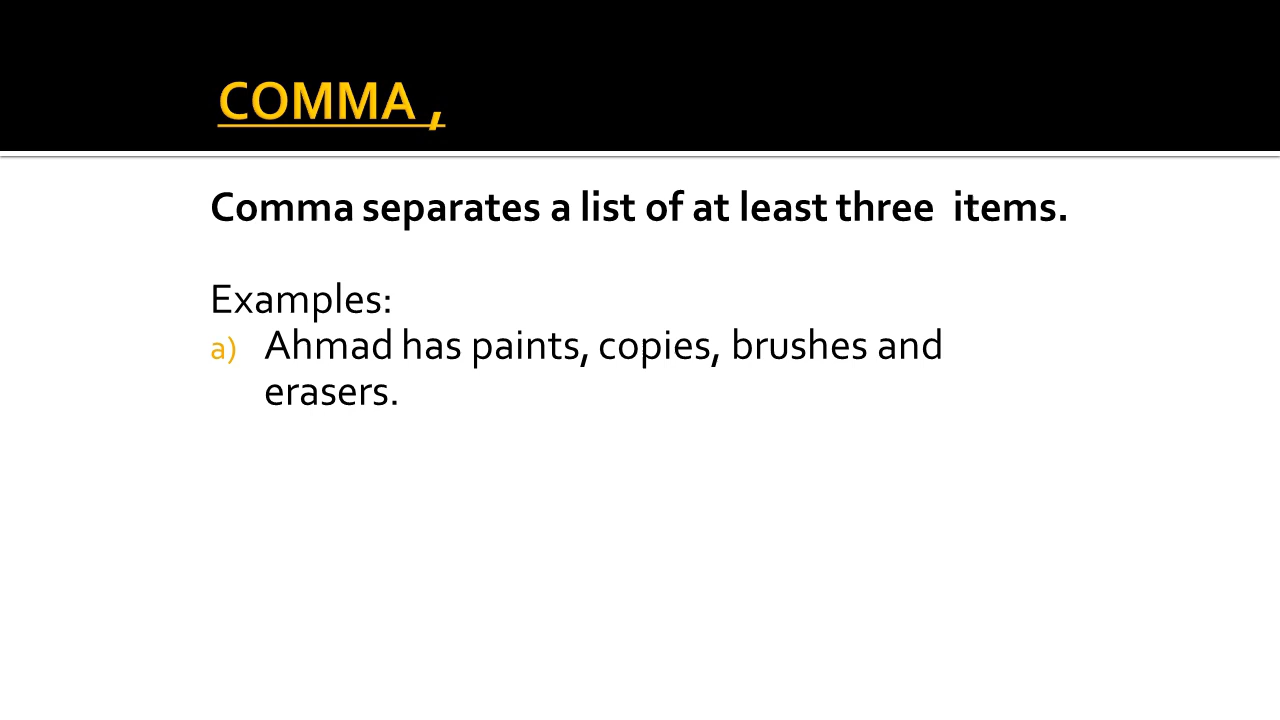 COMMA ,
Comma separates a list of at least three  items.
Examples:
a) Ahmad has paints, copies, brushes and
erasers.